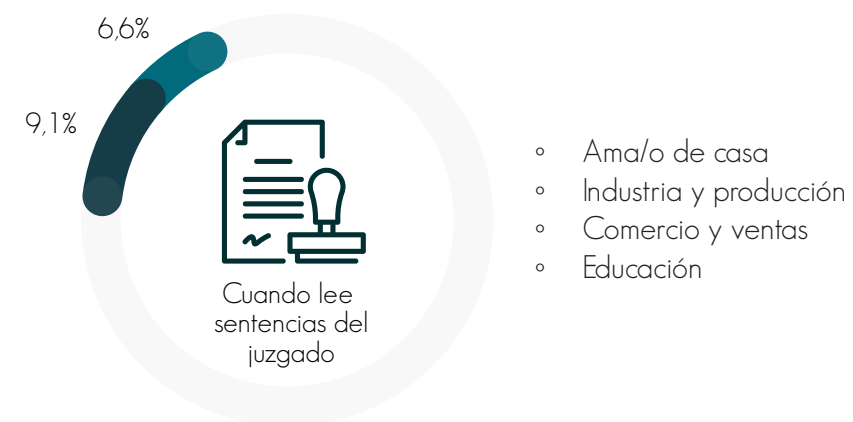 6,6%
9,1%
Cuando lee
sentencias del
juzgado
◦ Ama/o de casa
◦ Industria y producción
◦ Comercio y ventas
◦ Educación